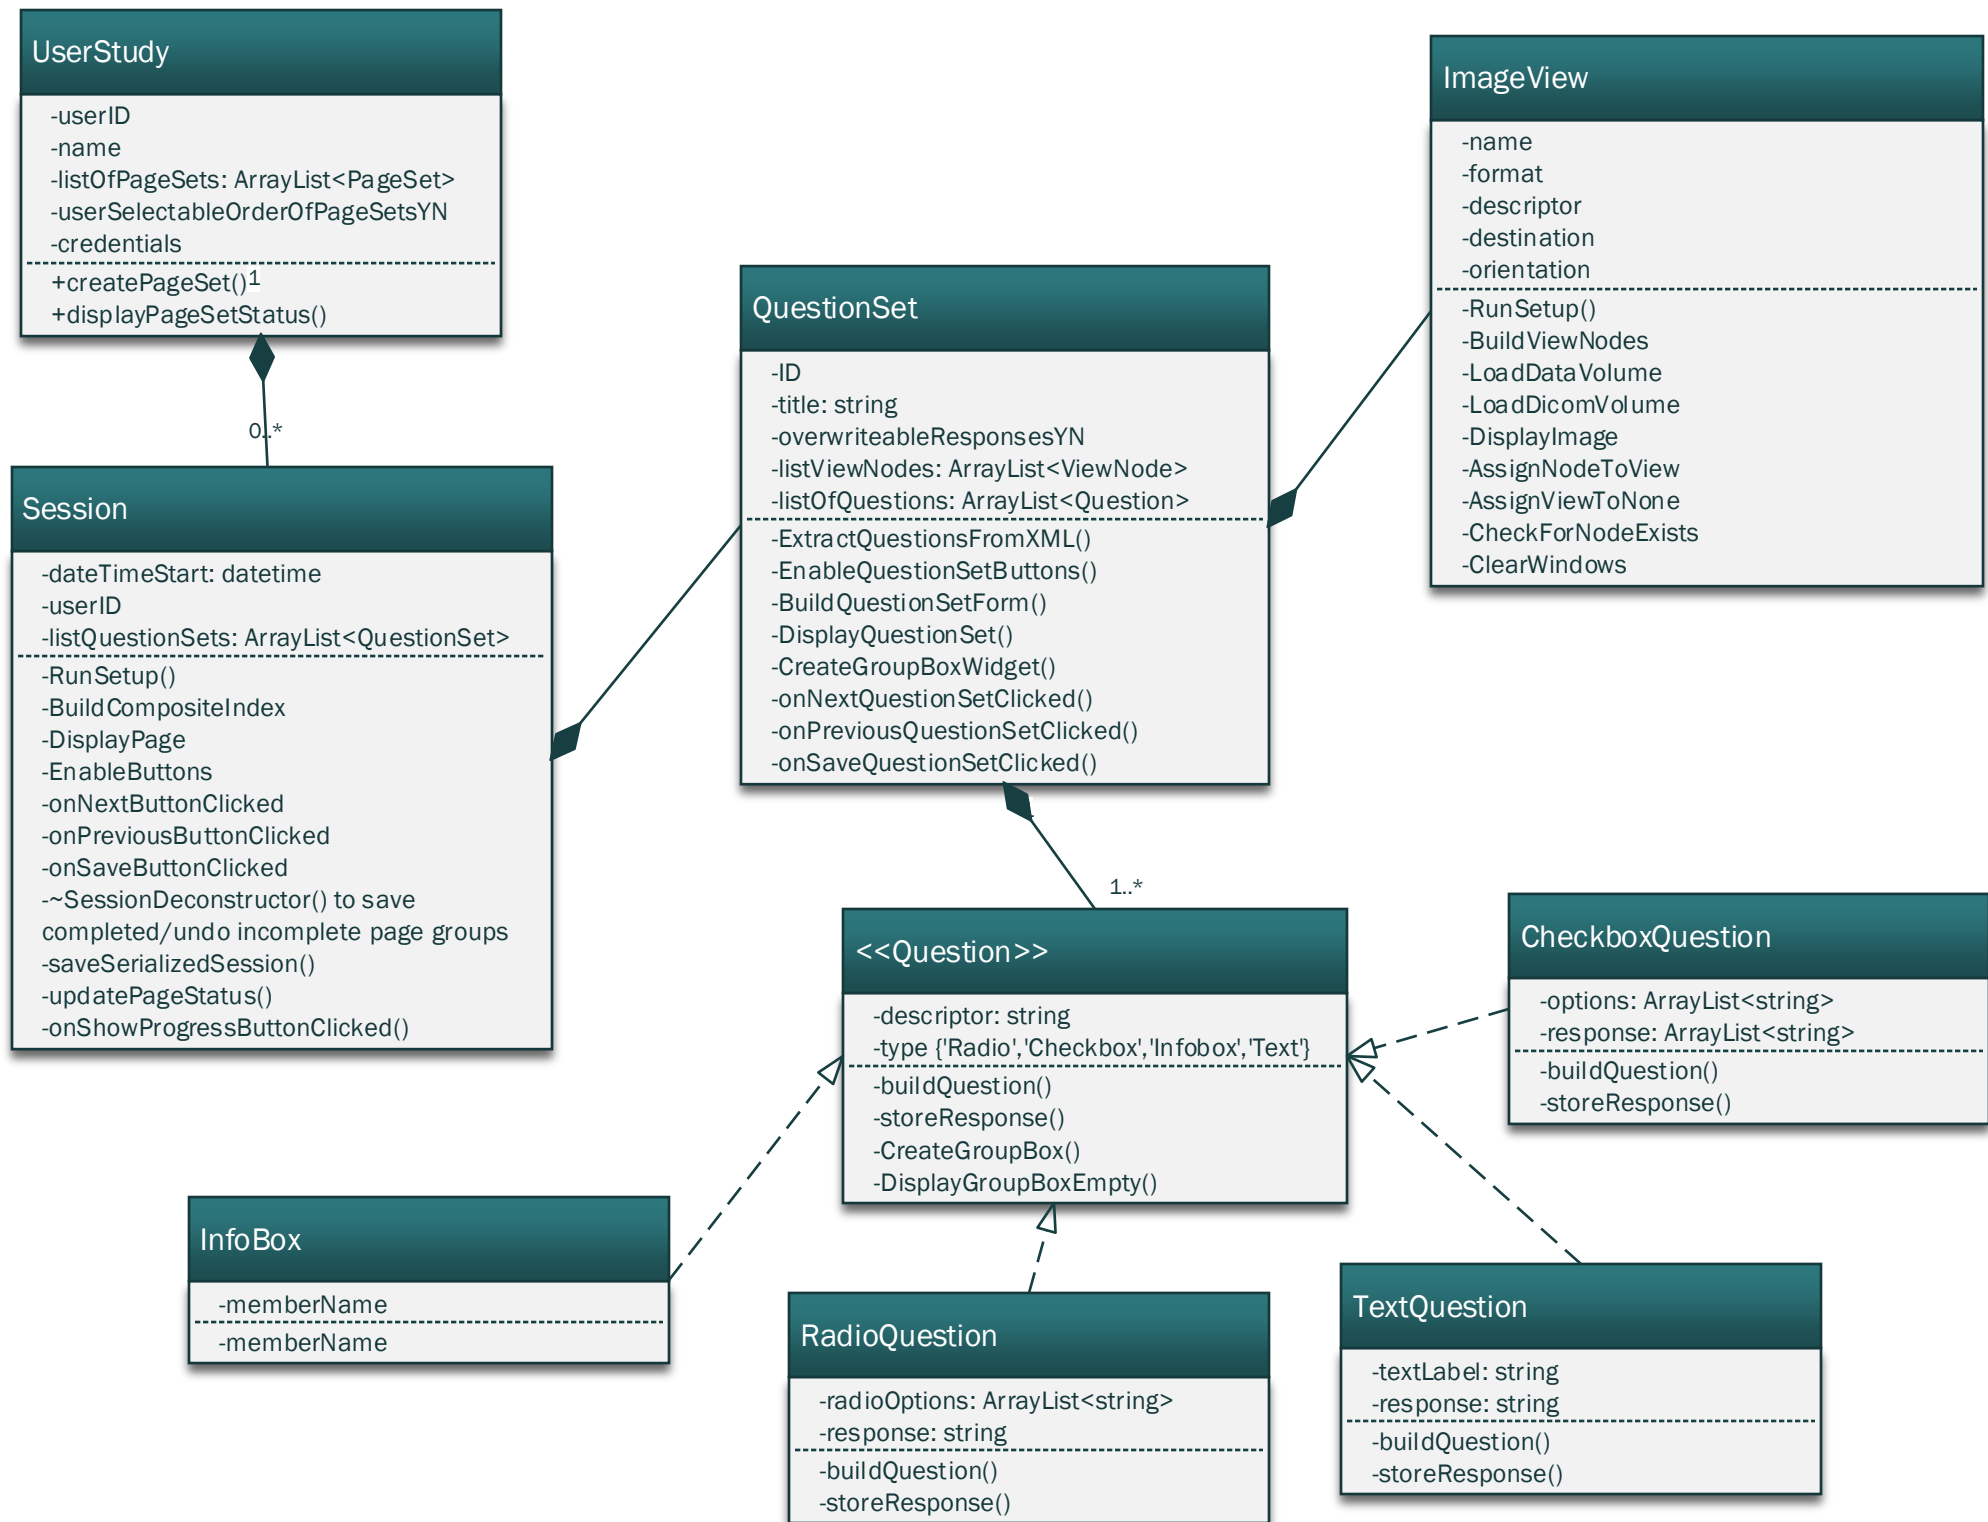 UserStudy
-userID
-name
-listOfPageSets: ArrayList<PageSet>
-userSelectableOrderOfPageSetsYN
-credentials
+createPageSet()
1
+displayPageSetStatus()
0..*
Session
-dateTimeStart: datetime
-userID
-listQuestionSets: ArrayList<QuestionSet>
-RunSetup()
-BuildCompositeIndex
-DisplayPage
-EnableButtons
-onNextButtonClicked
-onPreviousButtonClicked
-onSaveButtonClicked
-~SessionDeconstructor() to save
completed/undo incomplete page groups
-saveSerializedSession()
-updatePageStatus()
-onShowProgressButtonClicked()
QuestionSet
-ID
-title: string
-overwriteableResponsesYN
-listViewNodes: ArrayList<ViewNode>
-listOfQuestions: ArrayList<Question>
-ExtractQuestionsFromXML()
-EnableQuestionSetButtons()
-BuildQuestionSetForm()
-DisplayQuestionSet()
-CreateGroupBoxWidget()
-onNextQuestionSetClicked()
-onPreviousQuestionSetClicked()
-onSaveQuestionSetClicked()
ImageView
-name
-format
-descriptor
-destination
-orientation
-RunSetup()
-BuildViewNodes
-LoadDataVolume
-LoadDicomVolume
-DisplayImage
-AssignNodeToView
-AssignViewToNone
-CheckForNodeExists
-ClearWindows
1..*
<<Question>>
-descriptor: string
-type {'Radio','Checkbox','Infobox','Text'}
-buildQuestion()
-storeResponse()
-CreateGroupBox()
-DisplayGroupBoxEmpty()
CheckboxQuestion
-options: ArrayList<string>
-response: ArrayList<string>
-buildQuestion()
-storeResponse()
InfoBox
-memberName
-memberName
RadioQuestion
-radioOptions: ArrayList<string>
-response: string
-buildQuestion()
-storeResponse()
TextQuestion
-textLabel: string
-response: string
-buildQuestion()
-storeResponse()